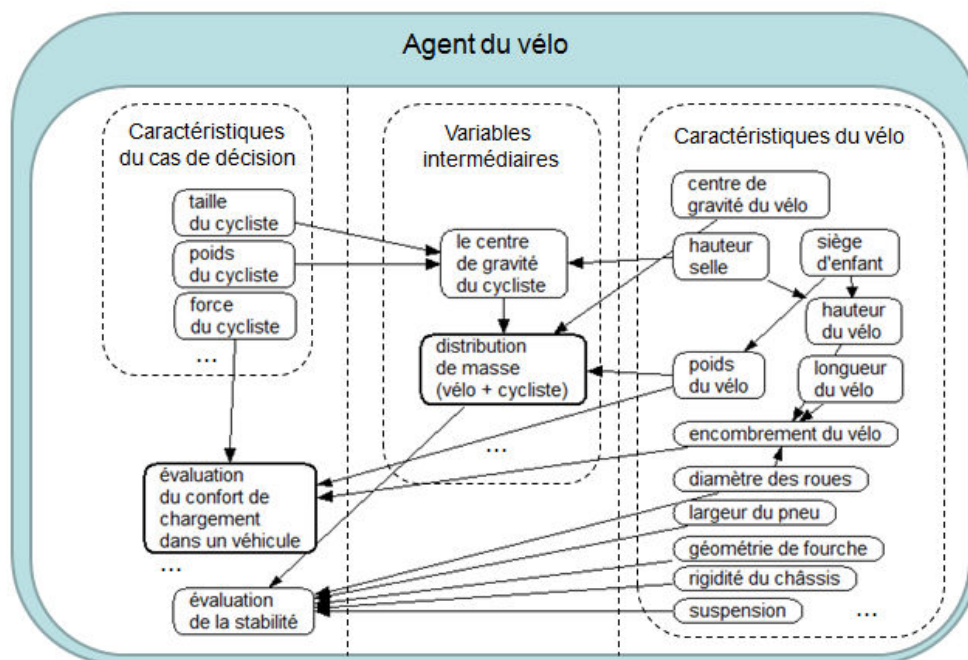 Agent du vélo
Caractéristiques
du cas de décision
taille
du cycliste
poids
du cycliste
force
du cycliste
...
évaluation
du confort de
chargement
dans un véhicule
...
évaluation
de la stabilité
Variables
intermédiaires
le centre
de gravité
du cycliste
distribution
de masse
(vélo + cycliste)
...
Caractéristiques du vélo
centre de
gravité du vélo
hauteur
selle
siège
d'enfant
hauteur
du vélo
poids
du vélo
longueur
du vélo
encombrement du vélo
diamètre des roues
largeur du pneu
géométrie de fourche
rigidité du châssis
suspension
...